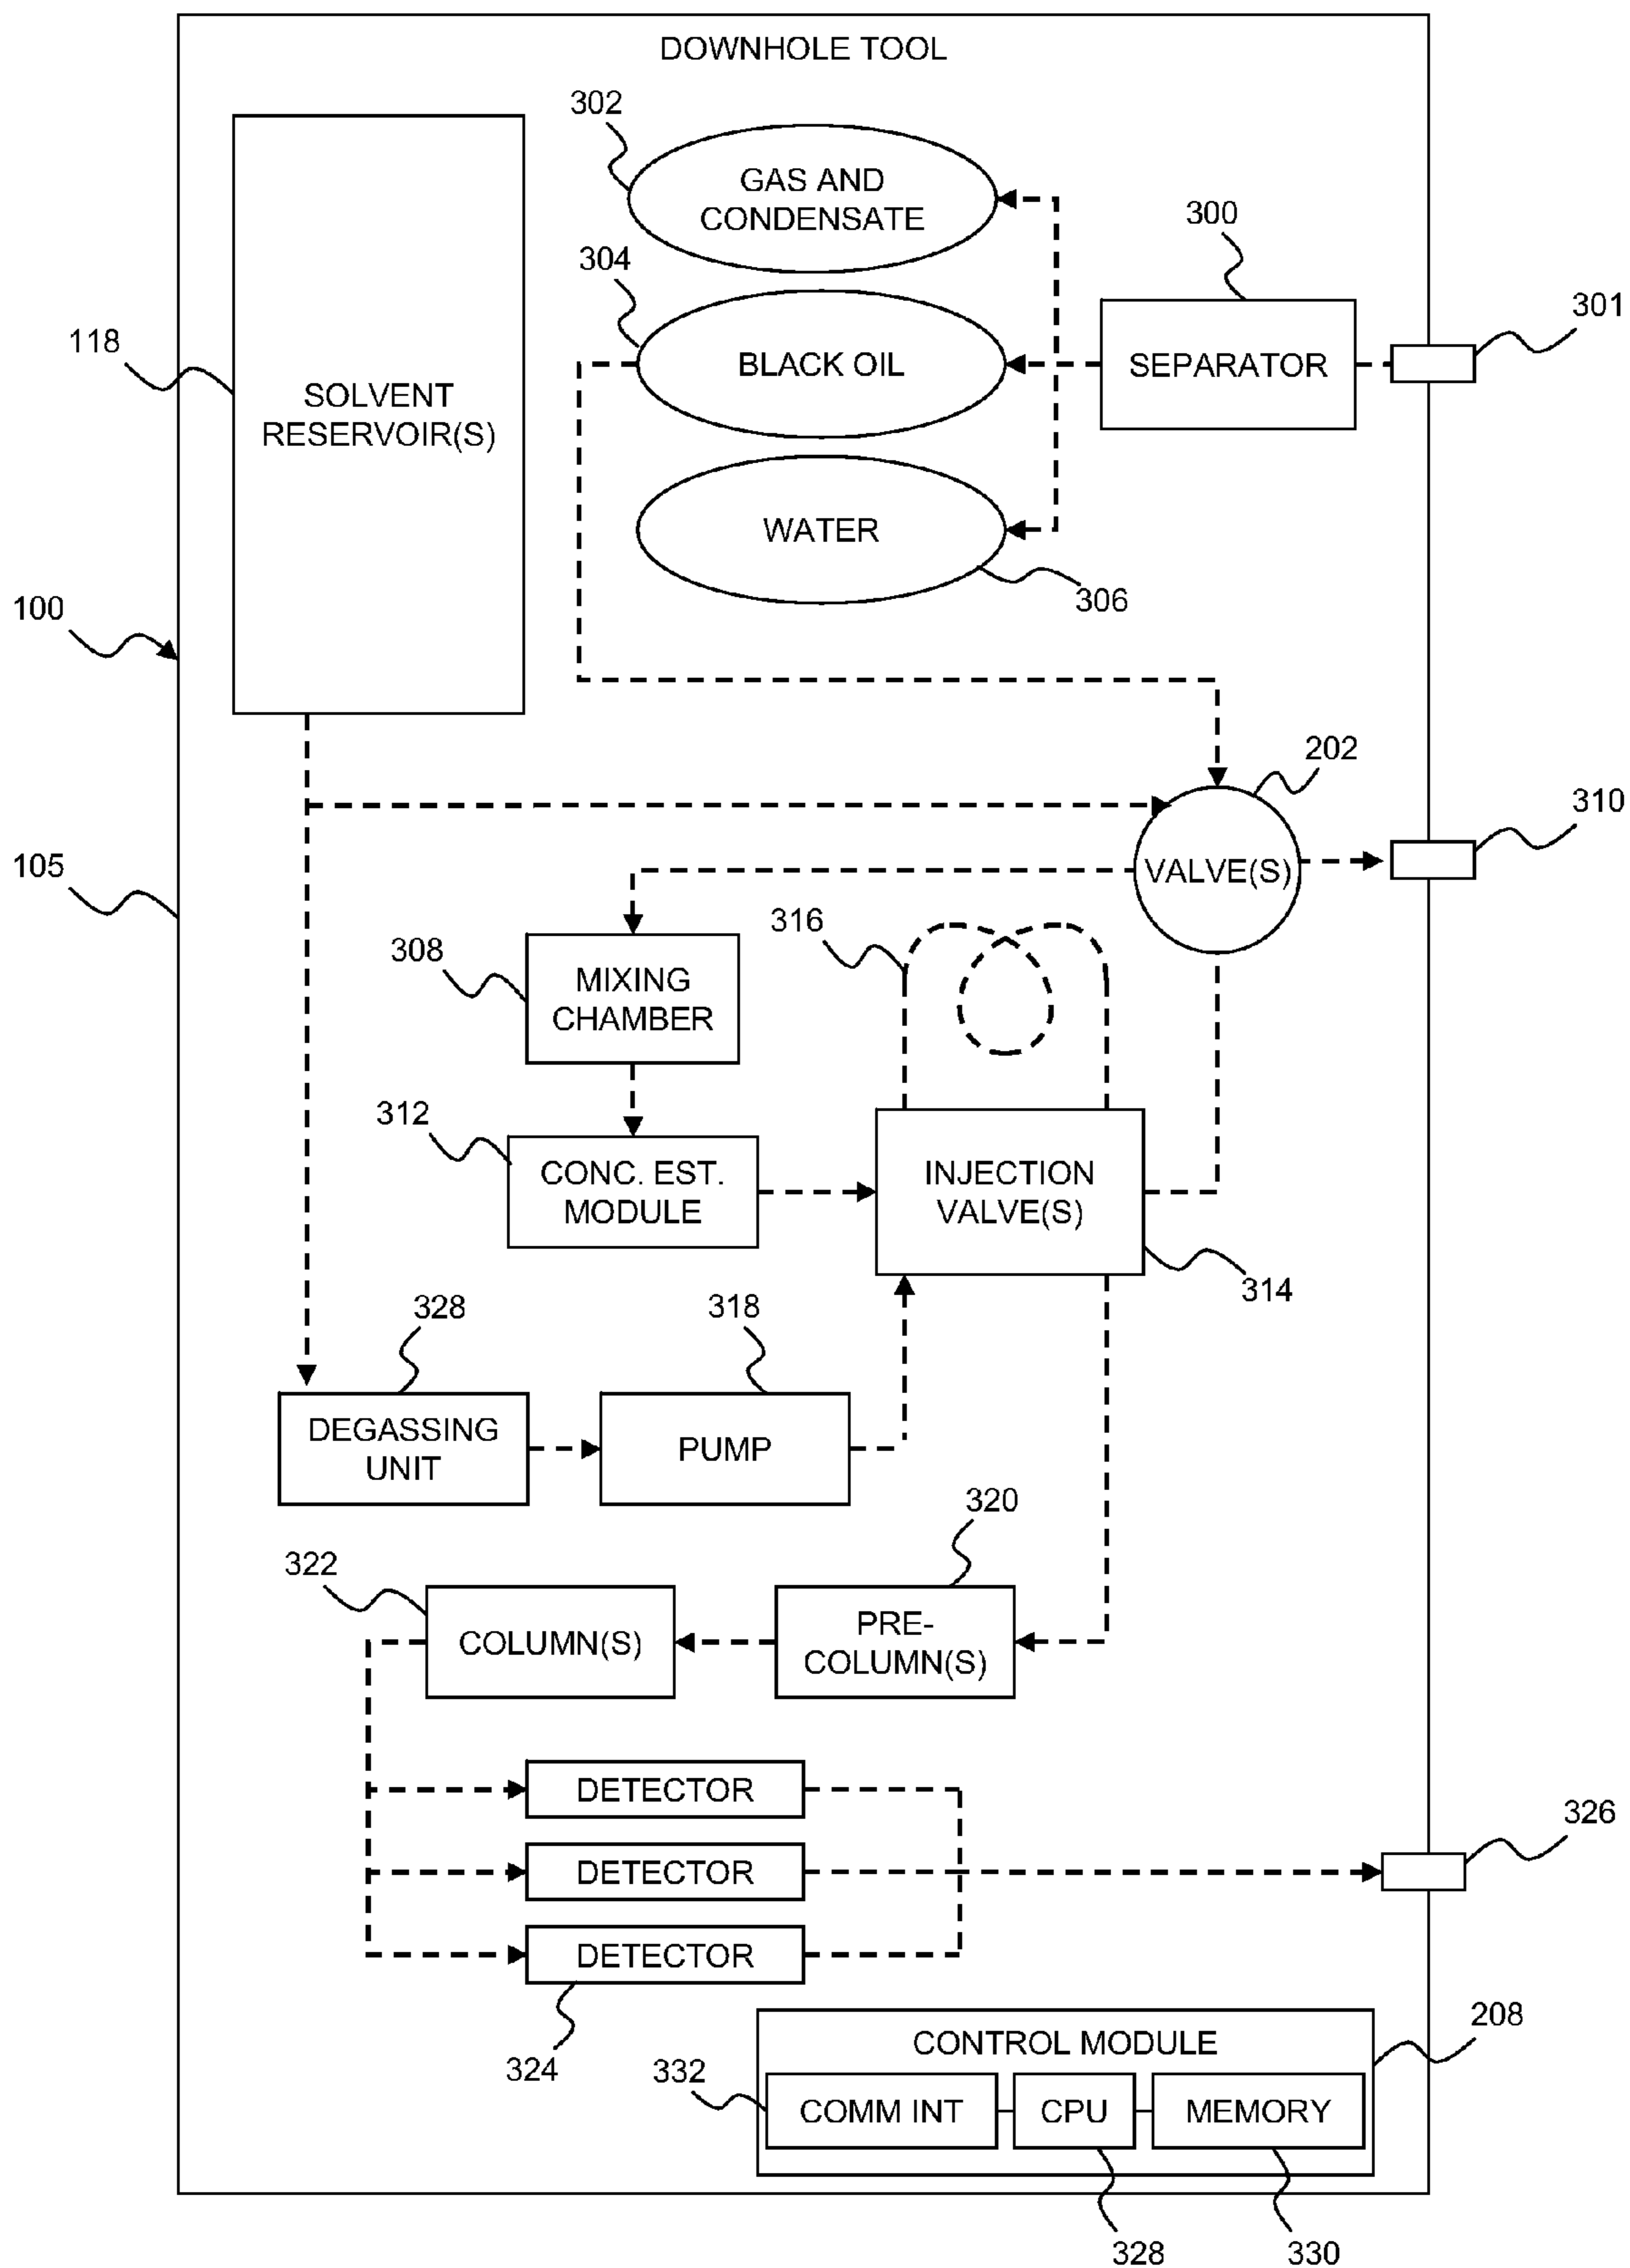 DOWNHOLE TOOL
302
GAS AND
CONDENSATE
300
304
301
118
BLACK OIL
SEPARATOR
SOLVENT
RESERVOIR(S)
WATER
306
100
202
310
105
VALVE(S)
316
308
MIXING
CHAMBER
312
CONC. EST.
MODULE
INJECTION
VALVE(S)
314
328
318
DEGASSING
UNIT
PUMP
320
322
COLUMN(S)
PRE-
COLUMN(S)
DETECTOR
326
DETECTOR
DETECTOR
324
208
CONTROL MODULE
332
COMM INT
CPU
MEMORY
328
330